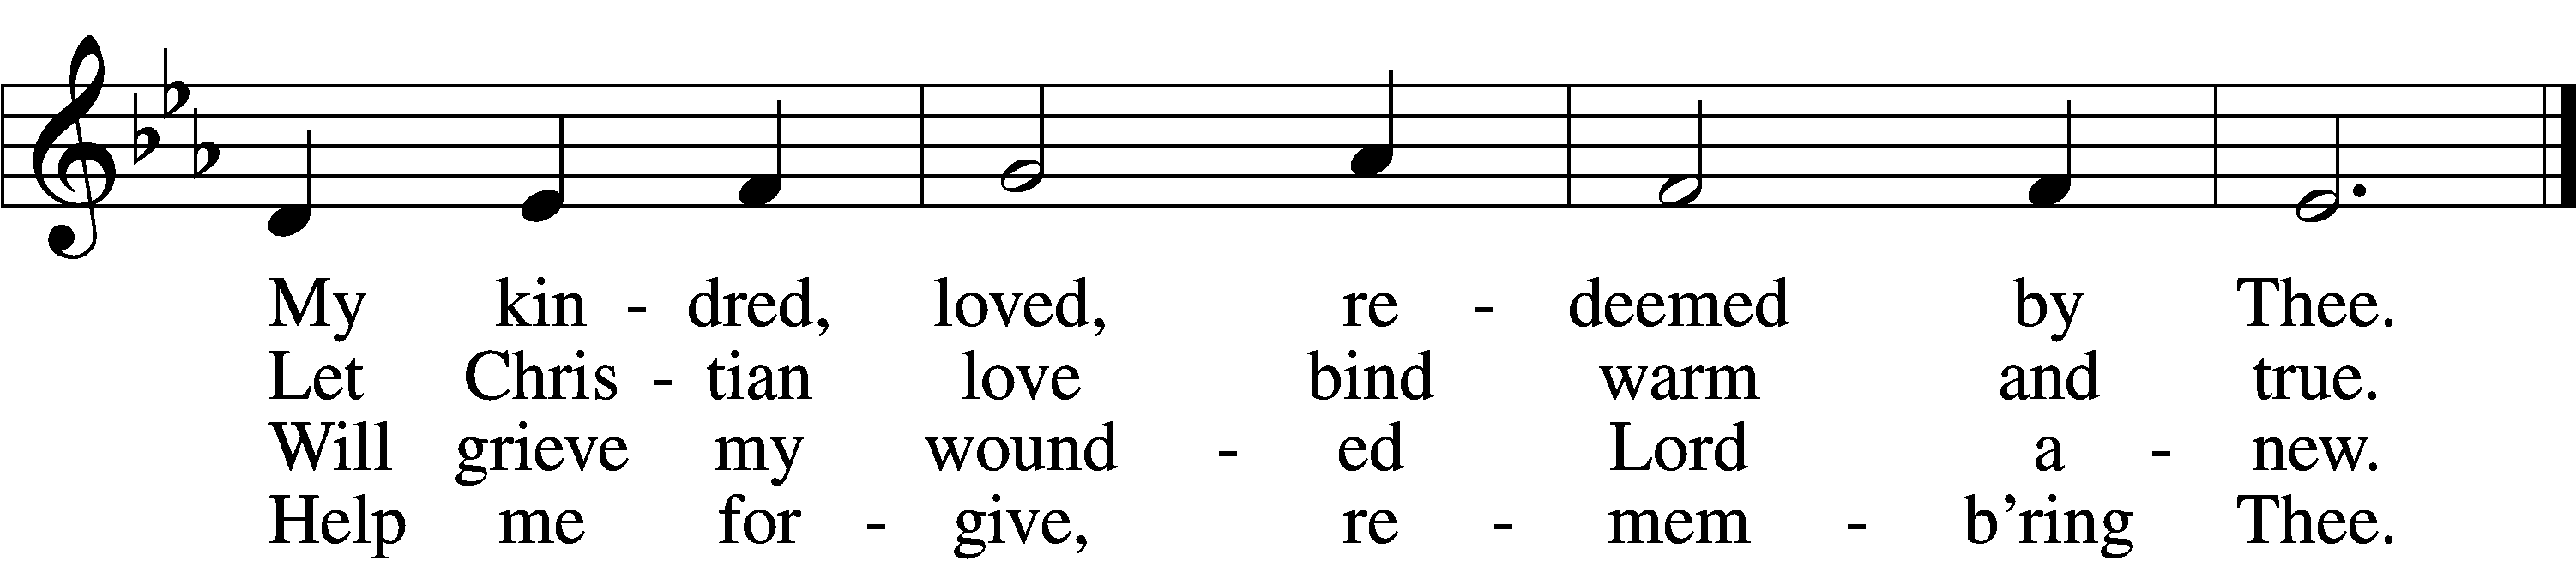 My kin - dred, loved, re - deemed by Thee.
Let Chris - tian love bind warm and true.
Will grieve my wound - ed Lord a - new.
Help me for - give, re - mem - b’ring Thee.